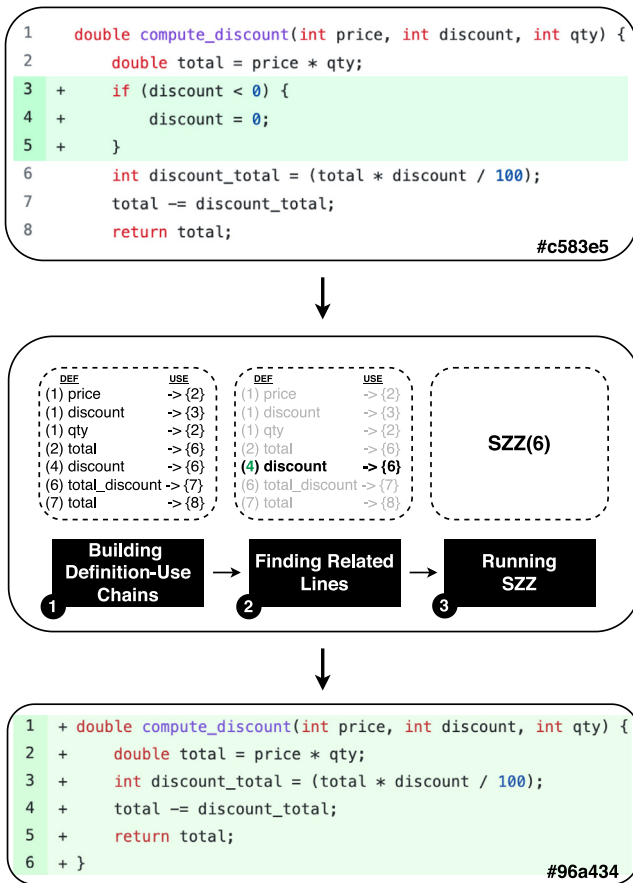 1 double compute_discount(int price, int discount, int qty) {
2 double total = price * qty;
3 + if (discount < 0) {
4 + discount = 0;
5 + }
6 int discount_total = (total * discount / 100);
7 total -= discount_total;
8 return total;
#c583e5
DEF USE
(1) price -> {2}
(1) discount -> {3}
(1) qty -> {2}
(2) total -> {6}
(4) discount -> {6}
(6) total_discount -> {7}
(7) total -> {8}
DEF USE
(1) price -> {2}
(1) discount -> {3}
(1) qty -> {2}
(2) total -> {6}
(4) discount -> {6}
(6) total_discount -> {7}
(7) total -> {8}
SZZ(6)
Building
Definition-Use
Chains
1
Finding Related
Lines
2
Running
SZZ
3
1 + double compute_discount(int price, int discount, int qty) {
2 + double total = price * qty;
3 + int discount_total = (total * discount / 100);
4 + total -= discount_total;
5 + return total;
6 + }
#96a434